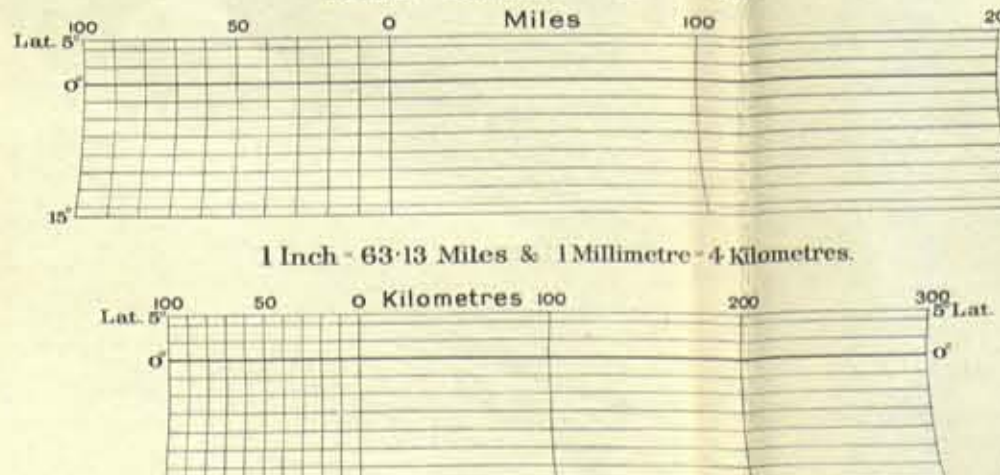 100 50 0 Miles 100
Lat. 5°
0°
15°
1 Inch - 63·13 Miles & 1 Millimetre - 4 Kilometres.
100 50 0 Kilometres 100 200 300
Lat. 5° 5° Lat.
0° 0°